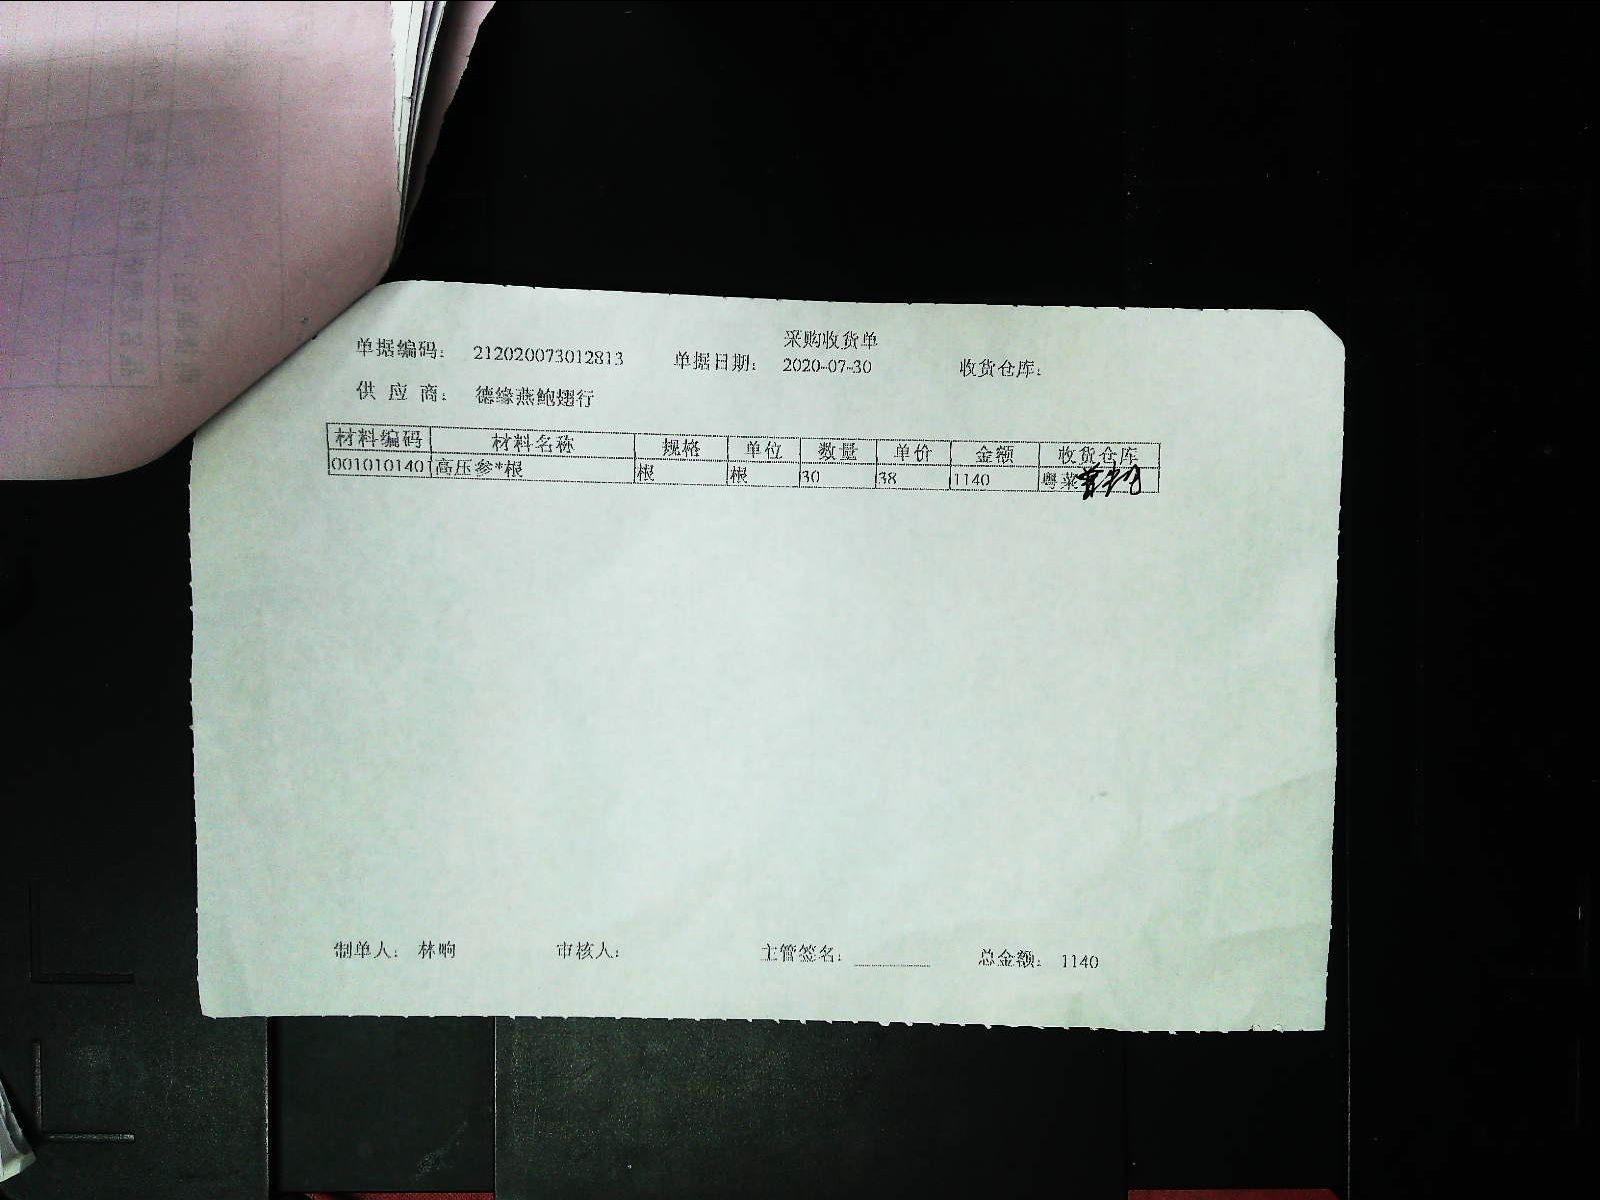 采购收货单
单据编码： 212020073012813 单据日期： 2020-07-30 收货仓库：
供 应 商： 德缘燕鲍翅行
材料编码 材料名称 规格 单位 数量 单价 金额 收货仓库
001010140 高压参*根 根 根 30 38 1140 粤菜
制单人： 林响 审核人： 主管签名： 总金额： 1140